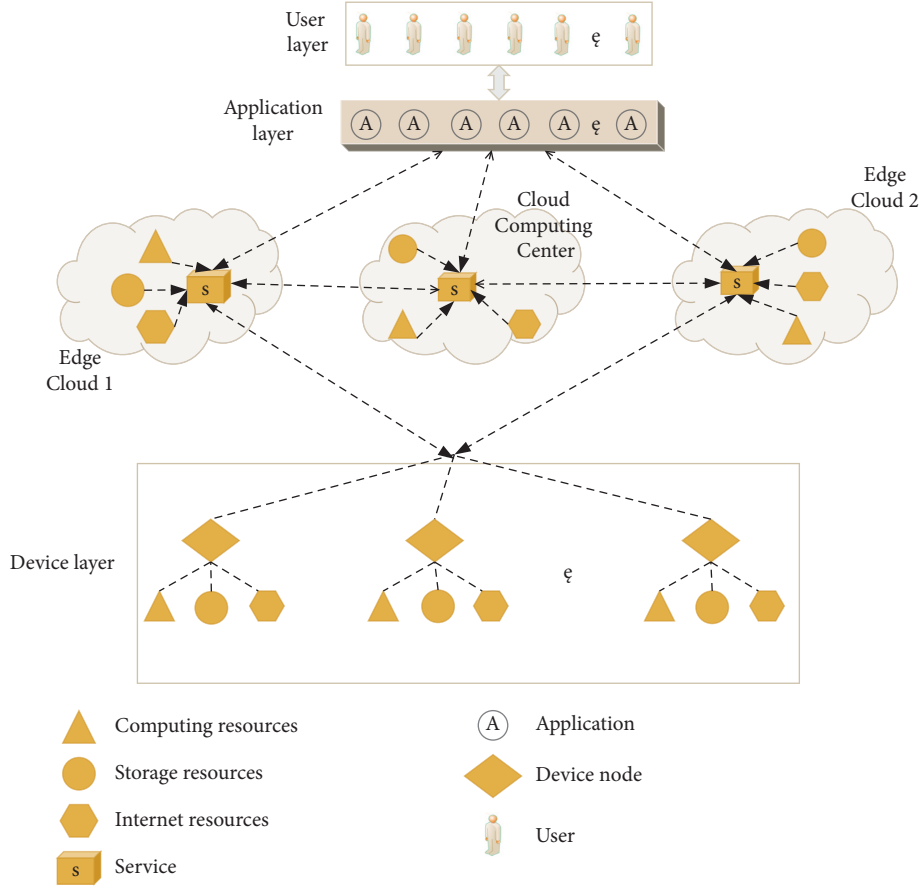 User
layer
ę
Application
layer
A A A A A ę A
Edge
Cloud 2
Cloud
Computing
Center
s
s
s
Edge
Cloud 1
Device layer
ę
Computing resources
A Application
Storage resources
Device node
Internet resources
User
s Service